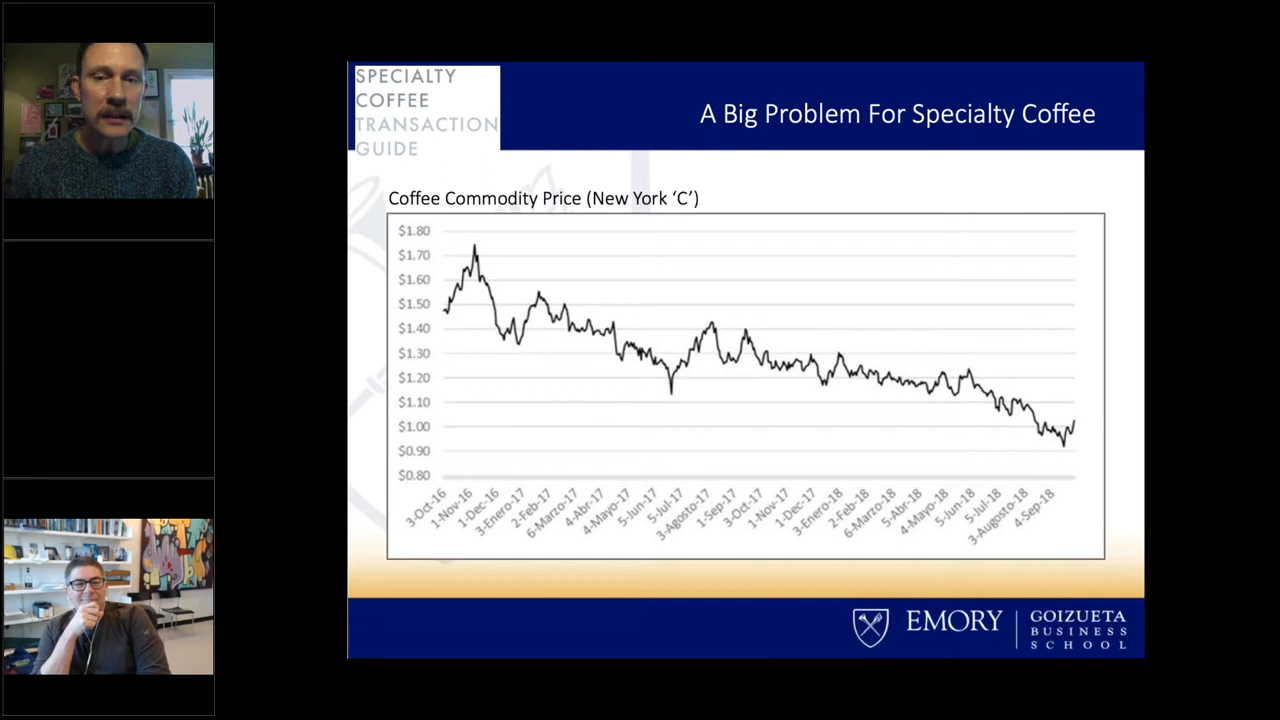 SPECIALTY
COFFEE
TRANSACTION
GUIDE
A Big Problem For Specialty Coffee
Coffee Commodity Price (New York ‘C’)
$1.80
$1.70
$1.60
$1.50
$1.40
$1.30
$1.20
$1.10
$1.00
$0.90
$0.80
3-Oct-16
1-Nov-16
1-Dec-16
3-Enero-17
2-Feb-17
6-Marzo-17
4-Abril-17
4-Mayo-17
5-Jun-17
5-Jul-17
3-Agosto-17
1-Sep-17
3-Oct-17
1-Nov-17
1-Dec-17
3-Enero-18
2-Feb-18
6-Marzo-18
5-Abril-18
4-Mayo-18
5-Jun-18
5-Jul-18
3-Augosto-18
4-Sep-18
EMORY
GOIZUETA
BUSINESS
SCHOOL